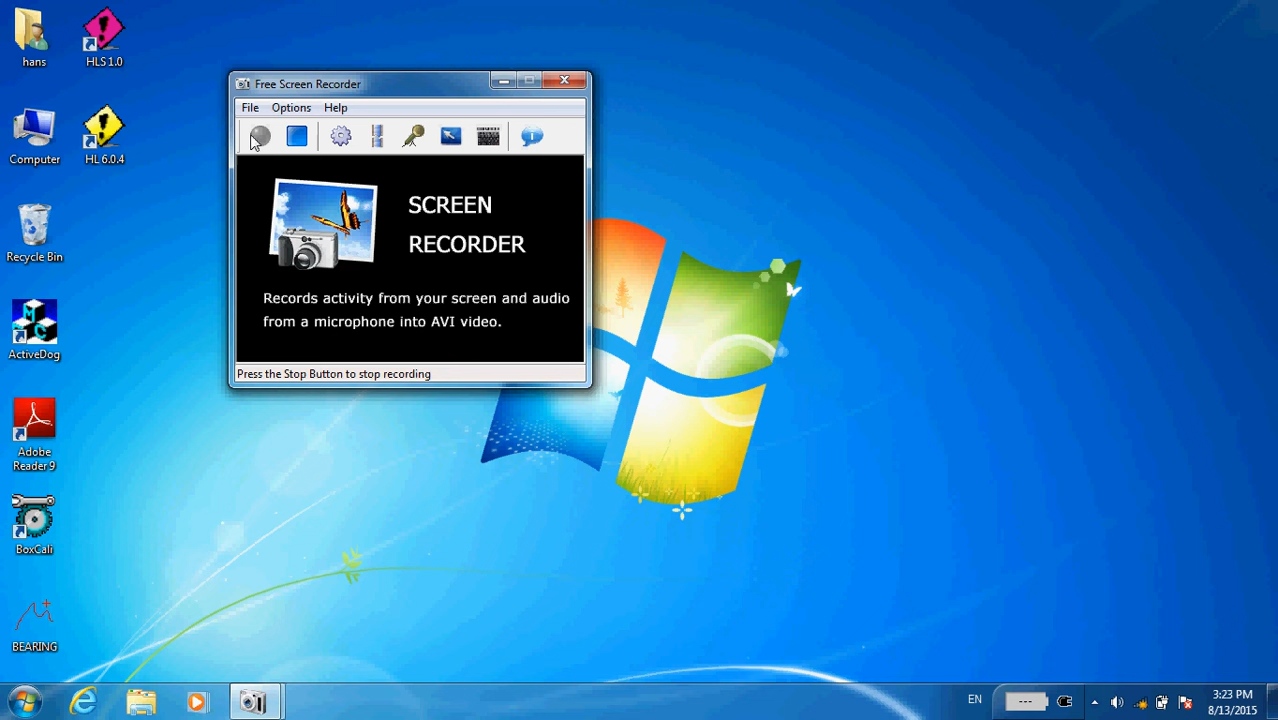 hans
HLS 1.0
Computer
HL 6.0.4
Recycle Bin
ActiveDog
Adobe
Reader 9
BoxCali
BEARING
Free Screen Recorder
File Options Help
SCREEN
RECORDER
Records activity from your screen and audio
from a microphone into AVI video.
Press the Stop Button to stop recording
EN
---
3:23 PM
8/13/2015